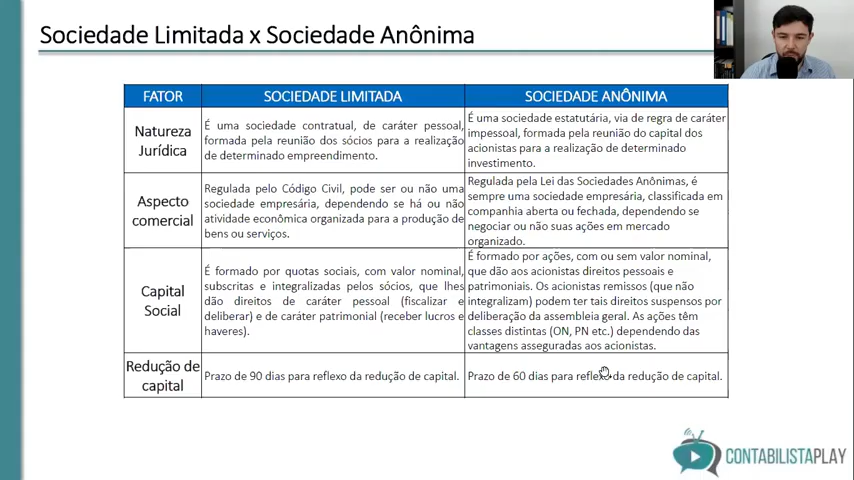 Sociedade Limitada x Sociedade Anônima
FATOR
SOCIEDADE LIMITADA
SOCIEDADE ANÔNIMA
Natureza
Jurídica
É uma sociedade contratual, de caráter pessoal,
formada pela reunião dos sócios para a realização
de determinado empreendimento.
É uma sociedade estatutária, via de regra de caráter
impessoal, formada pela reunião do capital dos
acionistas para a realização de determinado
investimento.
Aspecto
comercial
Regulada pelo Código Civil, pode ser ou não uma
sociedade empresária, dependendo se há ou não
atividade econômica organizada para a produção de
bens ou serviços.
Regulada pela Lei das Sociedades Anônimas, é
sempre uma sociedade empresária, classificada em
companhia aberta ou fechada, dependendo se
negociar ou não suas ações em mercado
organizado.
Capital
Social
É formado por quotas sociais, com valor nominal,
subscritas e integralizadas pelos sócios, que lhes
dão direitos de caráter pessoal (fiscalizar e
deliberar) e de caráter patrimonial (receber lucros e
haveres).
É formado por ações, com ou sem valor nominal,
que dão aos acionistas direitos pessoais e
patrimoniais. Os acionistas remissos (que não
integralizam) podem ter tais direitos suspensos por
deliberação da assembleia geral. As ações têm
classes distintas (ON, PN etc.) dependendo das
vantagens asseguradas aos acionistas.
Redução de
capital
Prazo de 90 dias para reflexo da redução de capital.
Prazo de 60 dias para reflexo da redução de capital.
CONTABILISTAPLAY